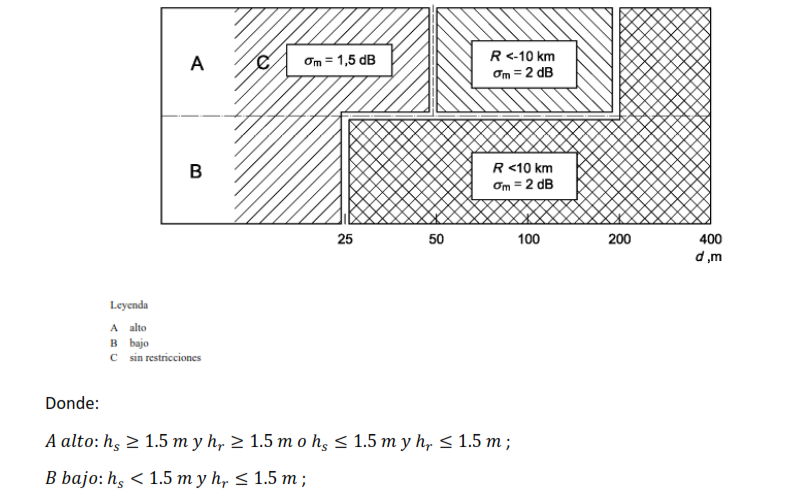 A
C
σm = 1,5 dB
R <-10 km
σm = 2 dB
B
R <10 km
σm = 2 dB
25 50 100 200 400
d ,m
Leyenda
A alto
B bajo
C sin restricciones
Donde:
A alto: hₛ ≥ 1.5 m y hᵣ ≥ 1.5 m o hₛ ≤ 1.5 m y hᵣ ≤ 1.5 m ;
B bajo: hₛ < 1.5 m y hᵣ ≤ 1.5 m ;